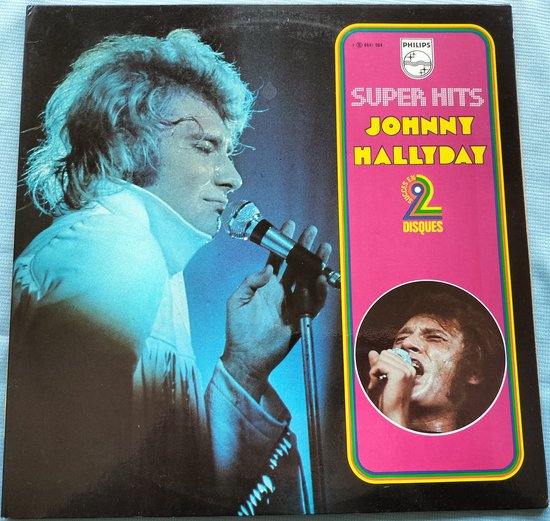 PHILIPS
SUPER HITS
JOHNNY
HALLYDAY
2
DISQUES